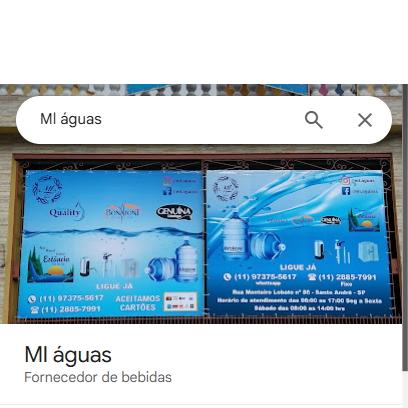 Ml águas
Quality
BONAFONT
GENUÍNA
Estância
LIGUE JÁ
(11) 97375-5617
(11) 2885-7991
ACEITAMOS
CARTÕES
LIGUE JÁ
(11) 97375-5617
whatsapp
(11) 2885-7991
Fixo
Rua Monteiro Lobato nº 95 - Santo André - SP
Horário de atendimento das 08:00 as 17:00 Seg a Sexta
Sábado das 08:00 as 14:00 hrs
Ml águas
Fornecedor de bebidas